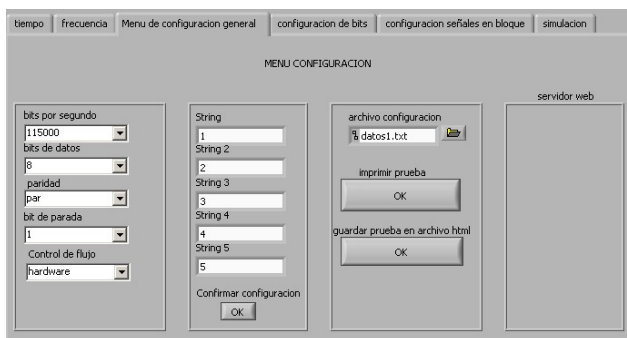 tiempo
frecuencia
Menu de configuracion general
configuracion de bits
configuracion señales en bloque
simulacion
MENU CONFIGURACION
bits por segundo
115000
bits de datos
8
paridad
par
bit de parada
1
Control de flujo
hardware
String
1
String 2
2
String 3
3
String 4
4
String 5
5
Confirmar configuracion
OK
archivo configuracion
datos1.txt
imprimir prueba
OK
guardar prueba en archivo html
OK
servidor web